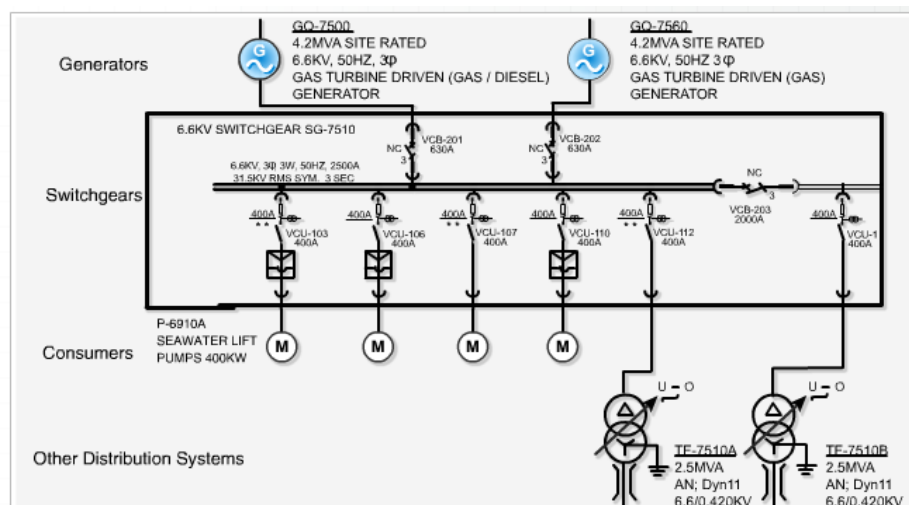 GO-7500
4.2MVA SITE RATED
6.6KV, 50HZ, 3φ
GAS TURBINE DRIVEN (GAS / DIESEL)
GENERATOR
GO-7560
4.2MVA SITE RATED
6.6KV, 50HZ 3φ
GAS TURBINE DRIVEN (GAS)
GENERATOR
Generators
G
G
6.6KV SWITCHGEAR SG-7510
VCB-201
630A
NC
3
VCB-202
630A
NC
3
6.6KV, 3φ 3W, 50HZ, 2500A
31.5KV RMS SYM. 3 SEC
NC
3
VCB-203
2000A
Switchgears
400A
**
VCU-103
400A
400A
VCU-106
400A
400A
**
VCU-107
400A
400A
VCU-110
400A
400A
**
VCU-112
400A
400A
VCU-1
400A
P-6910A
SEAWATER LIFT
PUMPS 400KW
Consumers
M
M
M
M
U - O
U - O
Other Distribution Systems
TF-7510A
2.5MVA
AN; Dyn11
6.6/0.420KV
TF-7510B
2.5MVA
AN; Dyn11
6.6/0.420KV